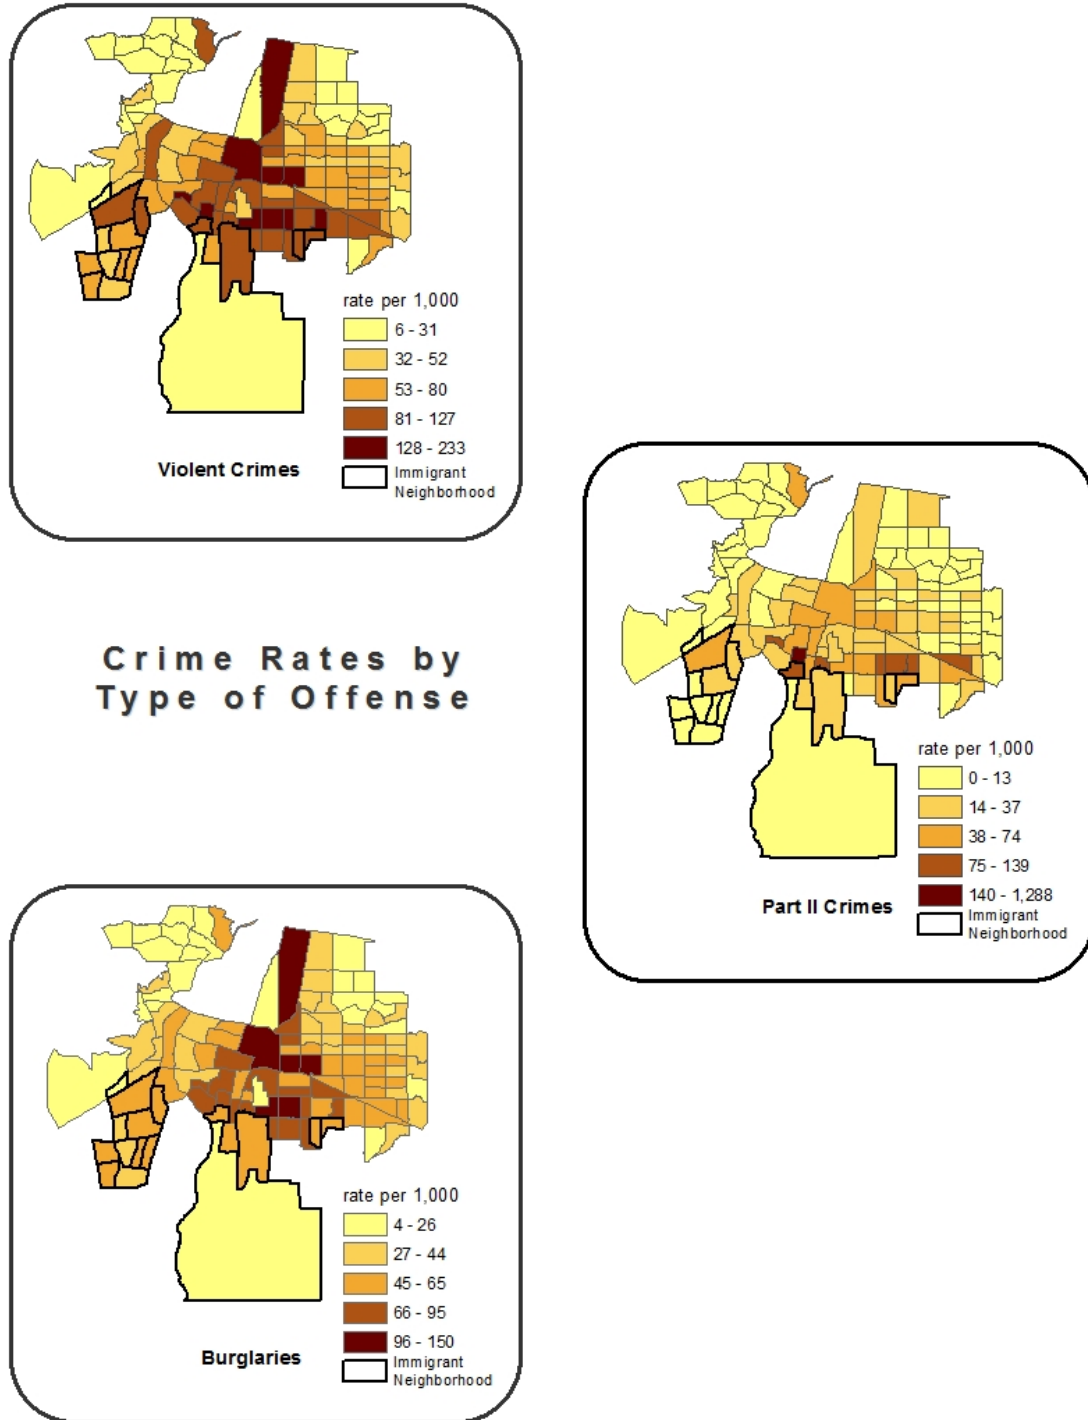 rate per 1,000
6 - 31
32 - 52
53 - 80
81 - 127
128 - 233
Immigrant
Neighborhood
Violent Crimes
Crime Rates by
Type of Offense
rate per 1,000
0 - 13
14 - 37
38 - 74
75 - 139
140 - 1,288
Immigrant
Neighborhood
Part II Crimes
rate per 1,000
4 - 26
27 - 44
45 - 65
66 - 95
96 - 150
Immigrant
Neighborhood
Burglaries